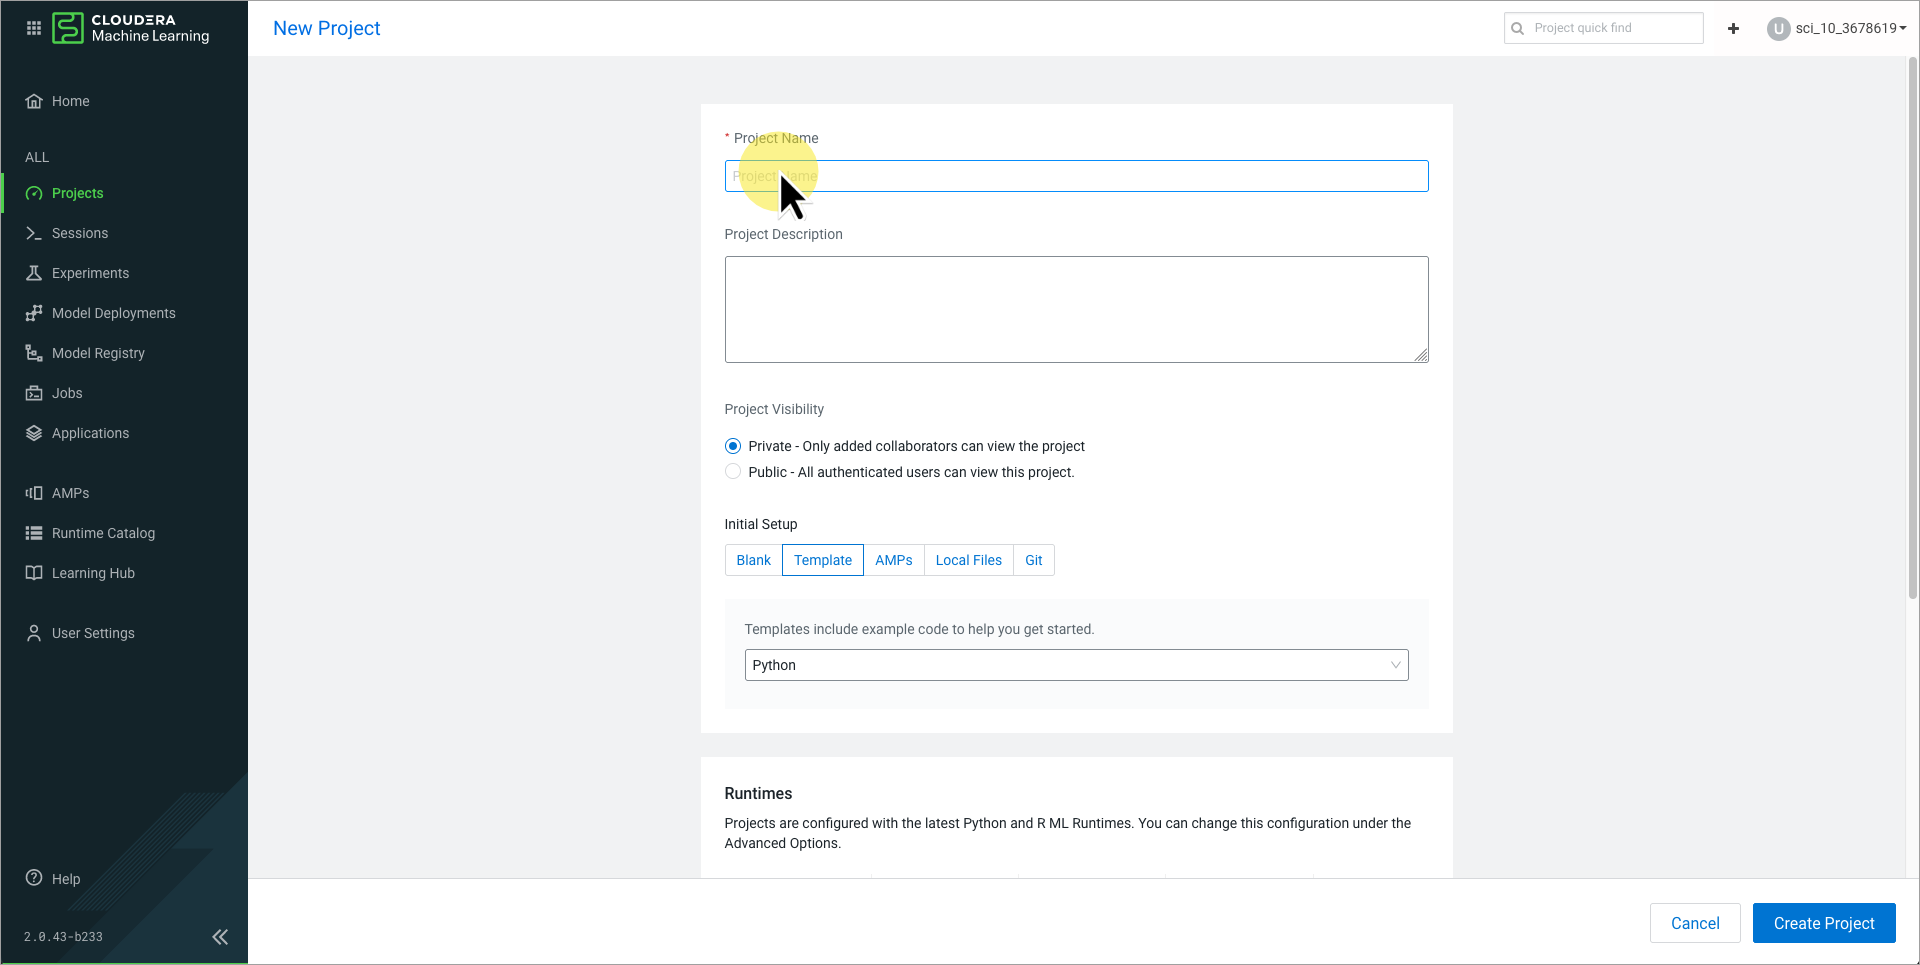 CLOUDERA
Machine Learning
New Project
Project quick find
U
sci_10_3678619
Home
ALL
Projects
Sessions
Experiments
Model Deployments
Model Registry
Jobs
Applications
AMPs
Runtime Catalog
Learning Hub
User Settings
Help
2.0.43-b233
* Project Name
Project Name
Project Description
Project Visibility
Private - Only added collaborators can view the project
Public - All authenticated users can view this project.
Initial Setup
Blank Template AMPs Local Files Git
Templates include example code to help you get started.
Python
Runtimes
Projects are configured with the latest Python and R ML Runtimes. You can change this configuration under the
Advanced Options.
Cancel Create Project